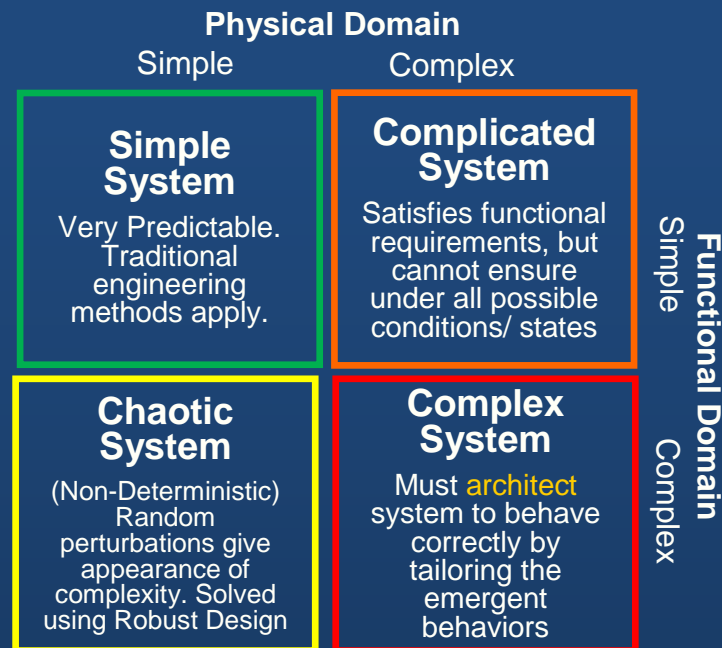 Physical Domain
Simple
Complex
Simple
System
Very Predictable.
Traditional
engineering
methods apply.
Complicated
System
Satisfies functional
requirements, but
cannot ensure
under all possible
conditions/ states
Simple
Functional Domain
Chaotic
System
(Non-Deterministic)
Random
perturbations give
appearance of
complexity. Solved
using Robust Design
Complex
System
Must architect
system to behave
correctly by
tailoring the
emergent
behaviors
Complex